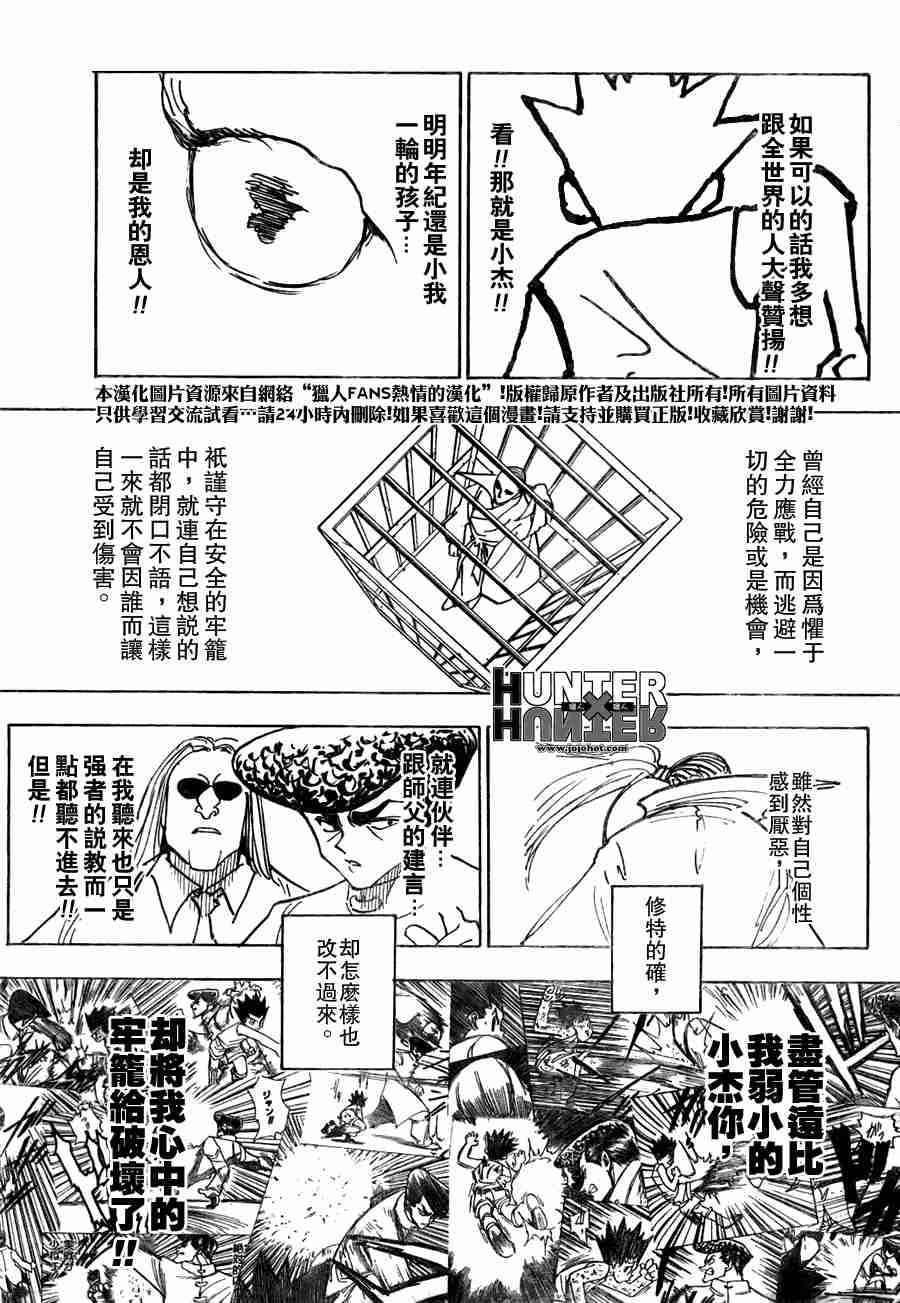 如果可以的話我多想
跟全世界的人大聲贊揚!!
看!!那就是小杰!!
明明年紀還是小我
一輪的孩子…
却是我的恩人!!
本漢化圖片資源來自網絡“獵人FANS熱情的漢化”!版權歸原作者及出版社所有!所有圖片資料
只供學習交流試看…請24小時內刪除!如果喜歡這個漫畫!請支持並購買正版!收藏欣賞!謝謝!
曾經自己是因爲懼于
全力應戰，而逃避一
切的危險或是機會，
衹謹守在安全的牢籠
中，就連自己想說的
話都閉口不語，這樣
一來就不會因誰而讓
自己受到傷害。
HUNTER
獵人×獵人
HUNTER
www.jojohot.com
雖然對自己個性
感到厭惡，
修特的確，
就連伙伴…
跟師父的建言…
在我聽來也只是
强者的說教而一
點都聽不進去!!
但是!!
却怎麽樣也
改不過來。
盡管遠比
我弱小的
小杰你，
却將我心中的
牢籠給破壞了!!
ジャン!!